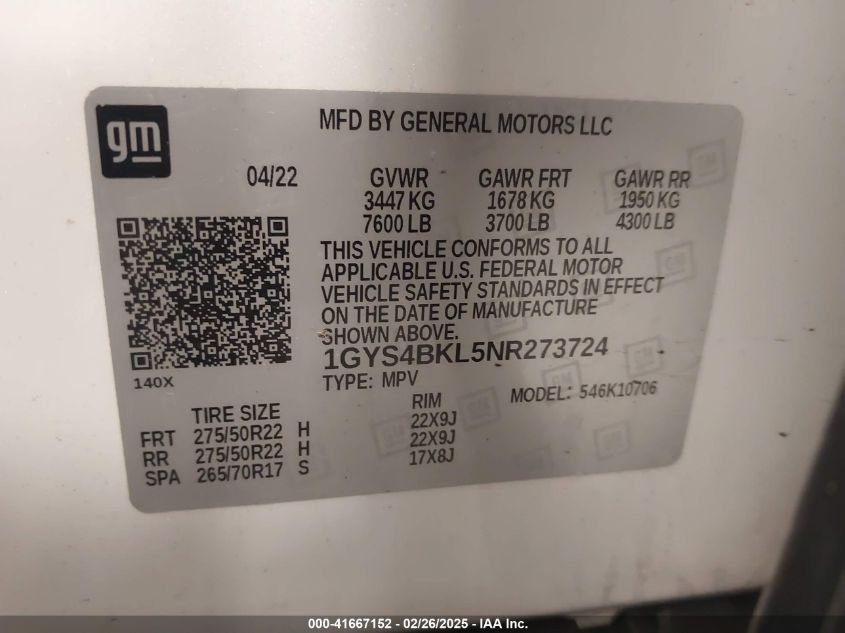 gm
MFD BY GENERAL MOTORS LLC
04/22 GVWR GAWR FRT GAWR RR
3447 KG 1678 KG 1950 KG
7600 LB 3700 LB 4300 LB
THIS VEHICLE CONFORMS TO ALL
APPLICABLE U.S. FEDERAL MOTOR
VEHICLE SAFETY STANDARDS IN EFFECT
ON THE DATE OF MANUFACTURE
SHOWN ABOVE.
1GYS4BKL5NR273724
140X
TYPE: MPV MODEL: 546K10706
TIRE SIZE RIM
FRT 275/50R22 H 22X9J
RR 275/50R22 H 22X9J
SPA 265/70R17 S 17X8J
000-41667152 - 02/26/2025 - IAA Inc.